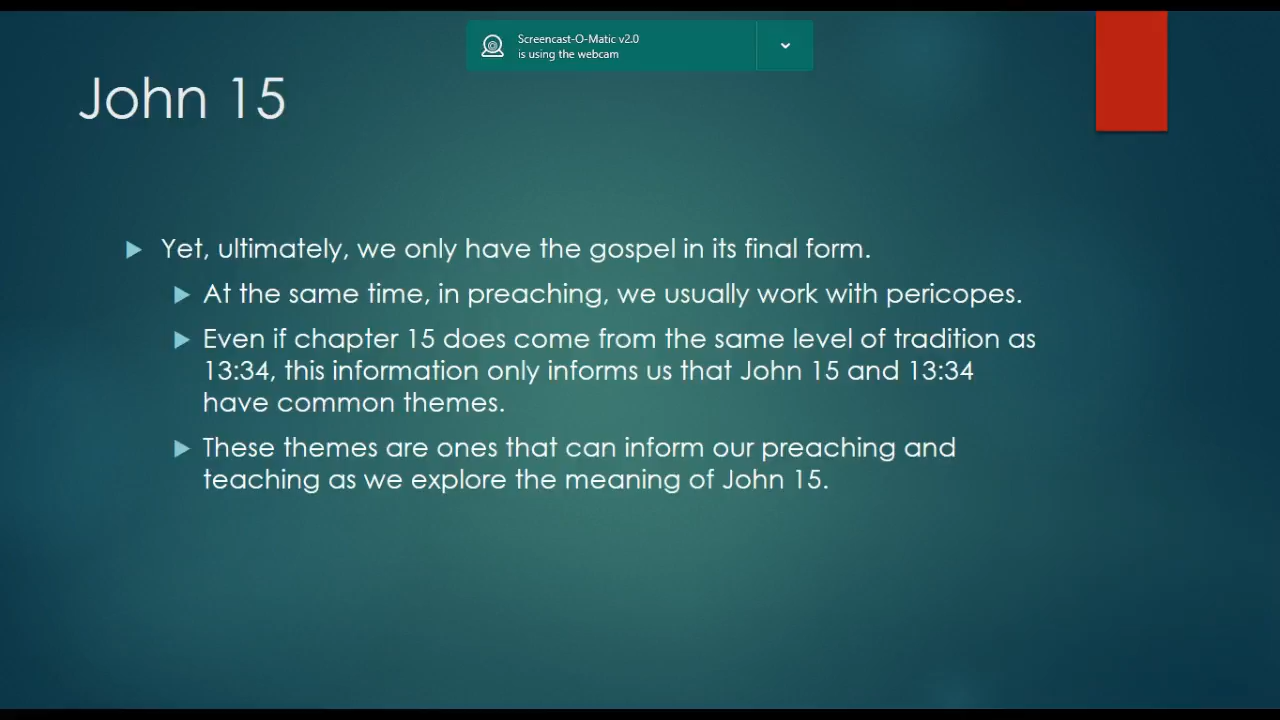 Screencast-O-Matic v2.0
is using the webcam
John 15
Yet, ultimately, we only have the gospel in its final form.
At the same time, in preaching, we usually work with pericopes.
Even if chapter 15 does come from the same level of tradition as
13:34, this information only informs us that John 15 and 13:34
have common themes.
These themes are ones that can inform our preaching and
teaching as we explore the meaning of John 15.